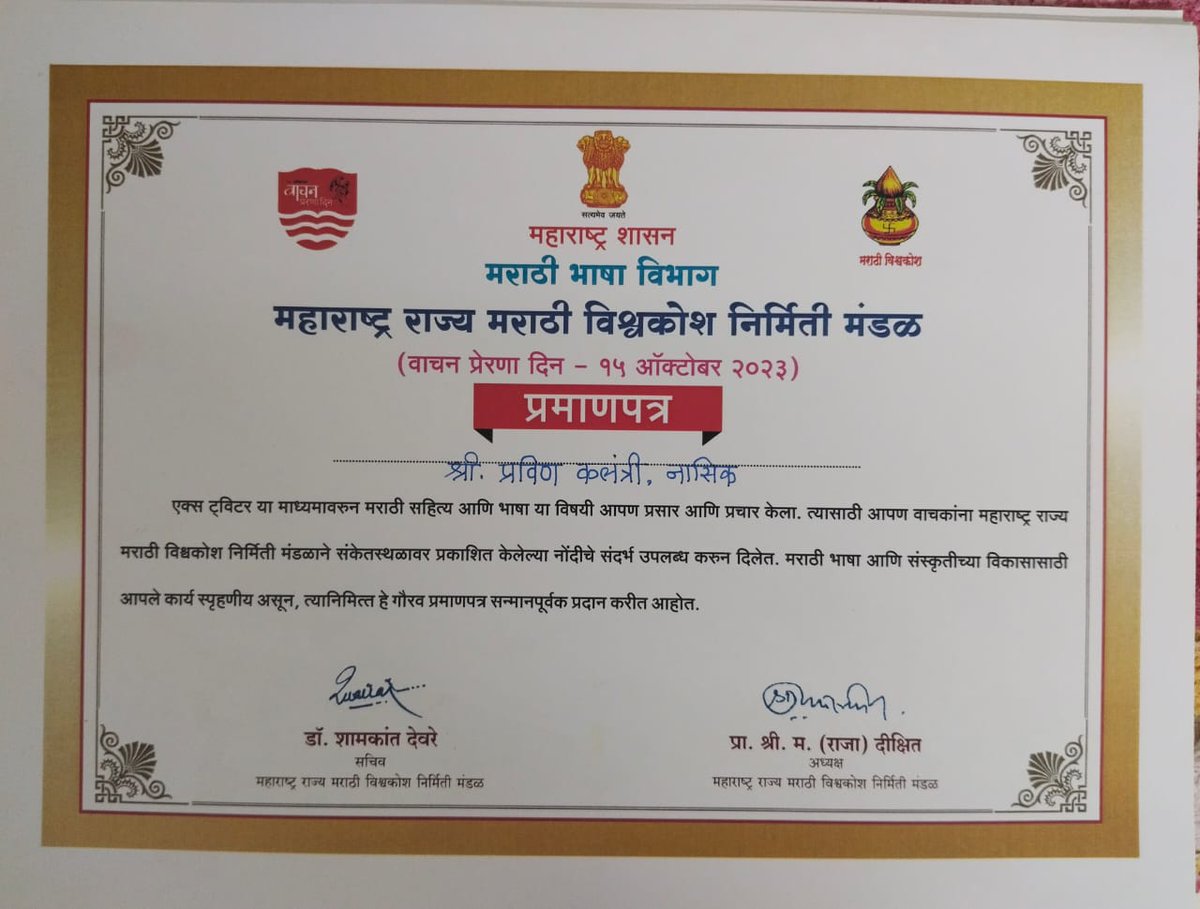 वाचन
प्रेरणा दिन
सत्यमेव जयते
महाराष्ट्र शासन
मराठी विश्वकोश
मराठी भाषा विभाग
महाराष्ट्र राज्य मराठी विश्वकोश निर्मिती मंडळ
(वाचन प्रेरणा दिन – १५ ऑक्टोबर २०२३)
प्रमाणपत्र
श्री. प्रविण कलंत्री, नासिक
एक्स ट्विटर या माध्यमावरुन मराठी सहित्य आणि भाषा या विषयी आपण प्रसार आणि प्रचार केला. त्यासाठी आपण वाचकांना महाराष्ट्र राज्य
मराठी विश्वकोश निर्मिती मंडळाने संकेतस्थळावर प्रकाशित केलेल्या नोंदीचे संदर्भ उपलब्ध करुन दिलेत. मराठी भाषा आणि संस्कृतीच्या विकासासाठी
आपले कार्य स्पृहणीय असून, त्यानिमित्त हे गौरव प्रमाणपत्र सन्मानपूर्वक प्रदान करीत आहोत.
डॉ. शामकांत देवरे
सचिव
महाराष्ट्र राज्य मराठी विश्वकोश निर्मिती मंडळ
प्रा. श्री. म. (राजा) दीक्षित
अध्यक्ष
महाराष्ट्र राज्य मराठी विश्वकोश निर्मिती मंडळ